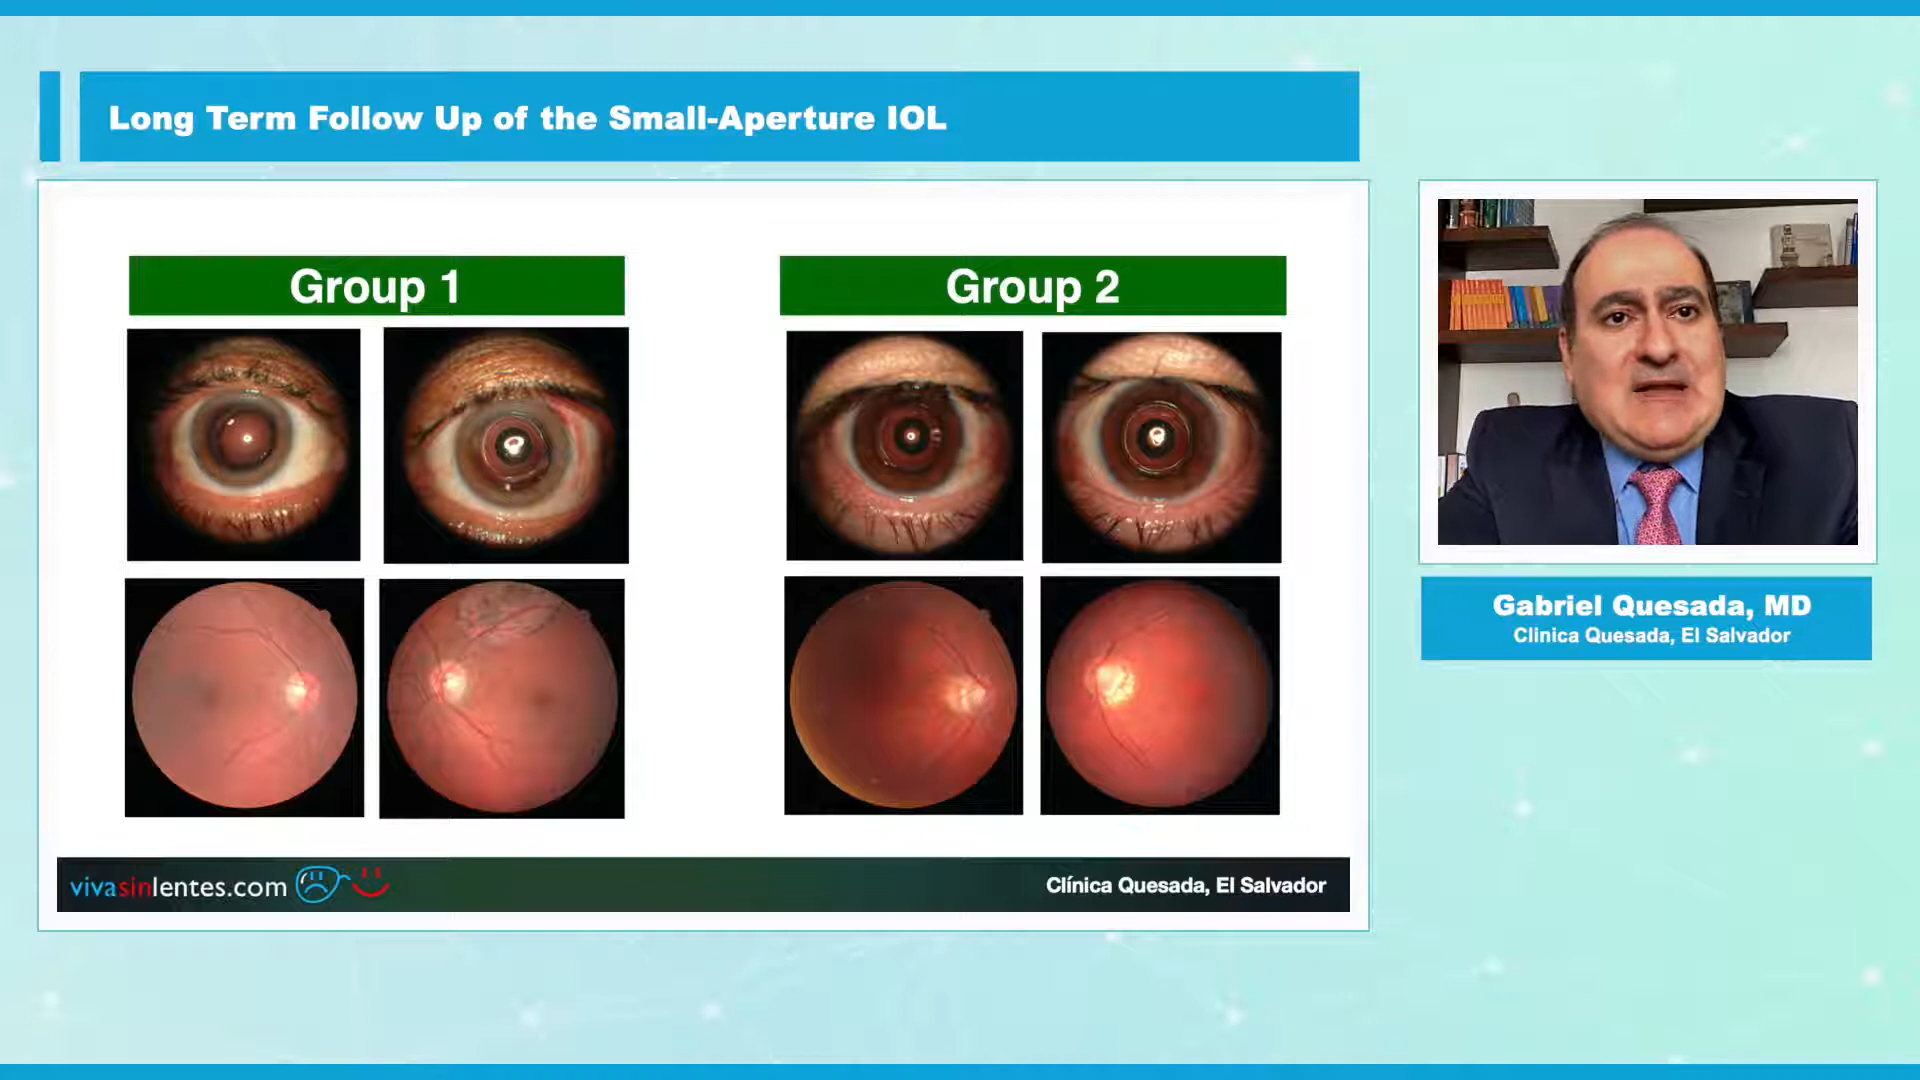 Long Term Follow Up of the Small-Aperture IOL
Group 1
Group 2
vivasinlentes.com
Clínica Quesada, El Salvador
Gabriel Quesada, MD
Clinica Quesada, El Salvador